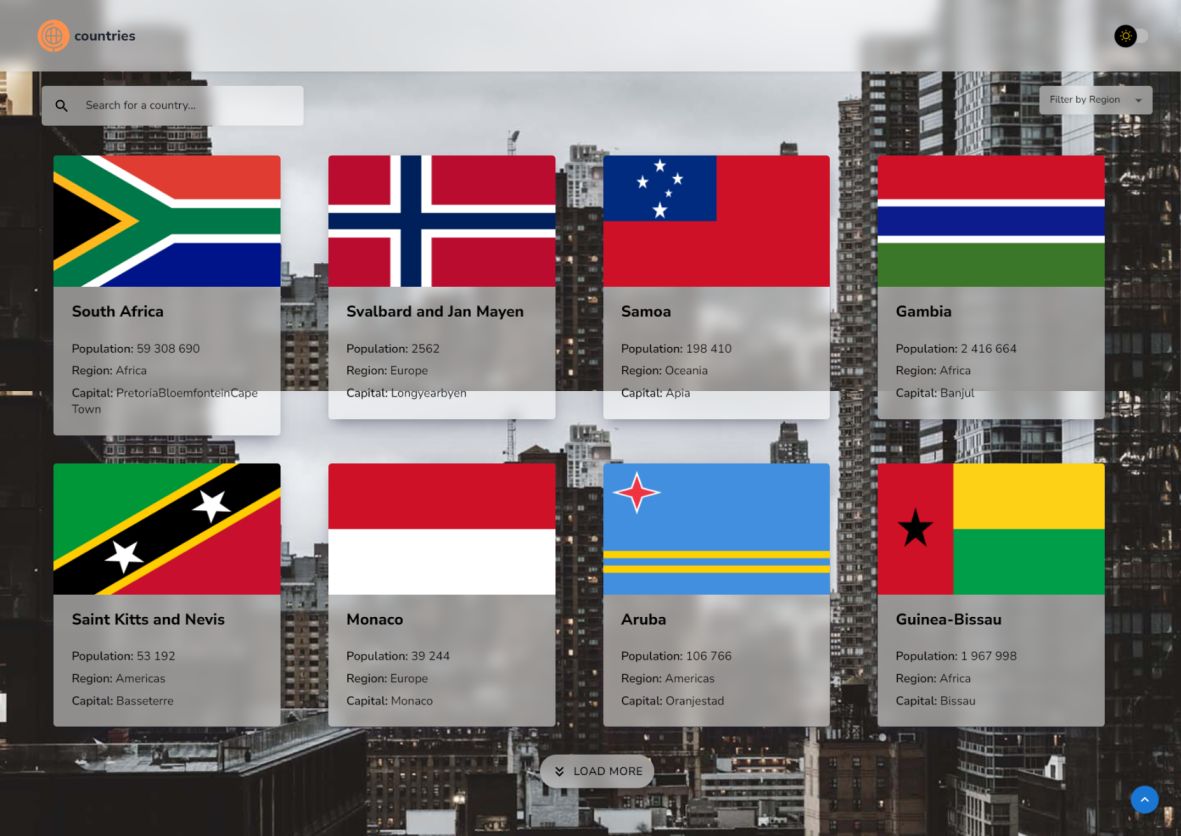 countries
Search for a country...
Filter by Region
South Africa
Population: 59 308 690
Region: Africa
Capital: PretoriaBloemfonteinCape
Town
Svalbard and Jan Mayen
Population: 2562
Region: Europe
Capital: Longyearbyen
Samoa
Population: 198 410
Region: Oceania
Capital: Apia
Gambia
Population: 2 416 664
Region: Africa
Capital: Banjul
Saint Kitts and Nevis
Population: 53 192
Region: Americas
Capital: Basseterre
Monaco
Population: 39 244
Region: Europe
Capital: Monaco
Aruba
Population: 106 766
Region: Americas
Capital: Oranjestad
Guinea-Bissau
Population: 1 967 998
Region: Africa
Capital: Bissau
LOAD MORE